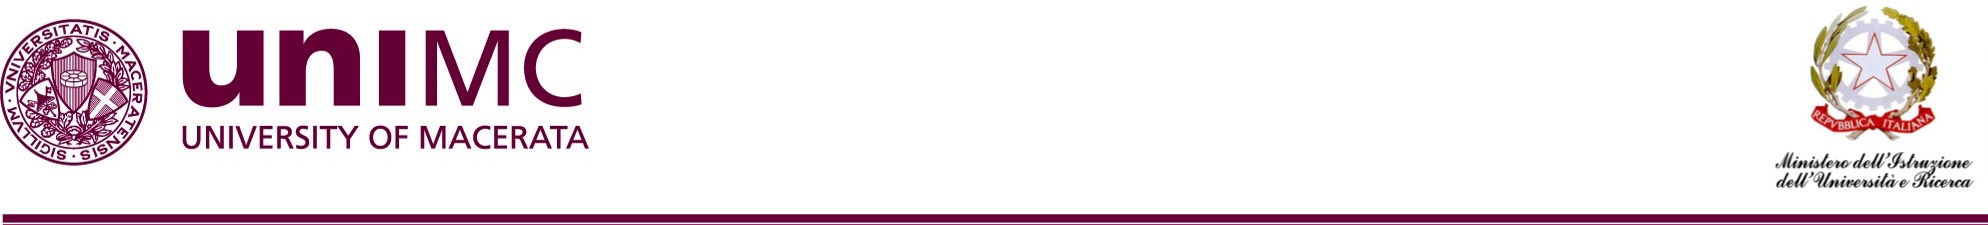 SIGILLVM · VNIVERSITATIS · MACERATENSIS
unIMC
UNIVERSITY OF MACERATA
REPVBBLICA ITALIANA
Ministero dell'Istruzione
dell'Università e Ricerca